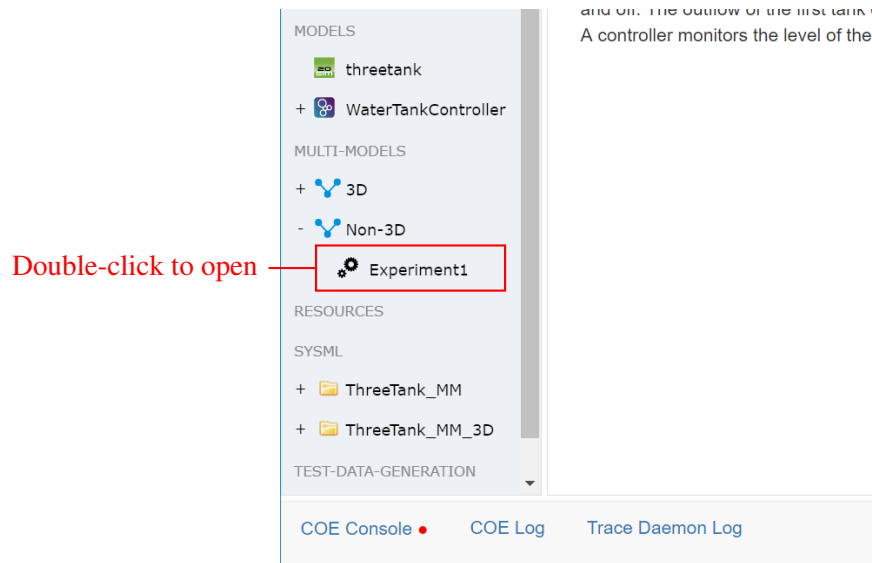 MODELS
threetank
+ WaterTankController
MULTI-MODELS
+ 3D
- Non-3D
Experiment1
RESOURCES
SYSML
+ ThreeTank_MM
+ ThreeTank_MM_3D
TEST-DATA-GENERATION
Double-click to open
and off. The outflow of the first tank
A controller monitors the level of the
COE Console
COE Log
Trace Daemon Log